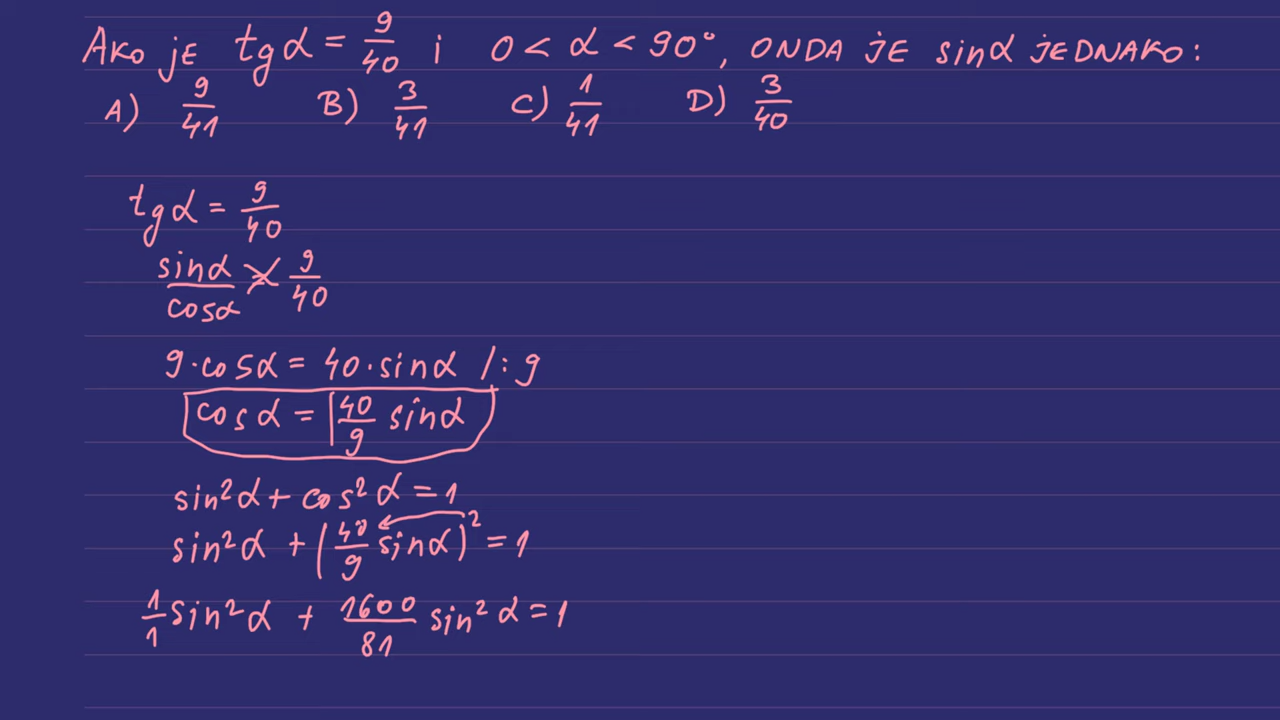 Ako je tgα = 9/40 i 0 < α < 90°, ONDA JE sinα JEDNAKO:
A) 9/41 B) 3/41 C) 1/41 D) 3/40
tgα = 9/40
sinα/cosα = 9/40
9·cosα = 40·sinα /:9
cosα = 40/9 sinα
sin²α + cos²α = 1
sin²α + (40/9 sinα)² = 1
1/1 sin²α + 1600/81 sin²α = 1